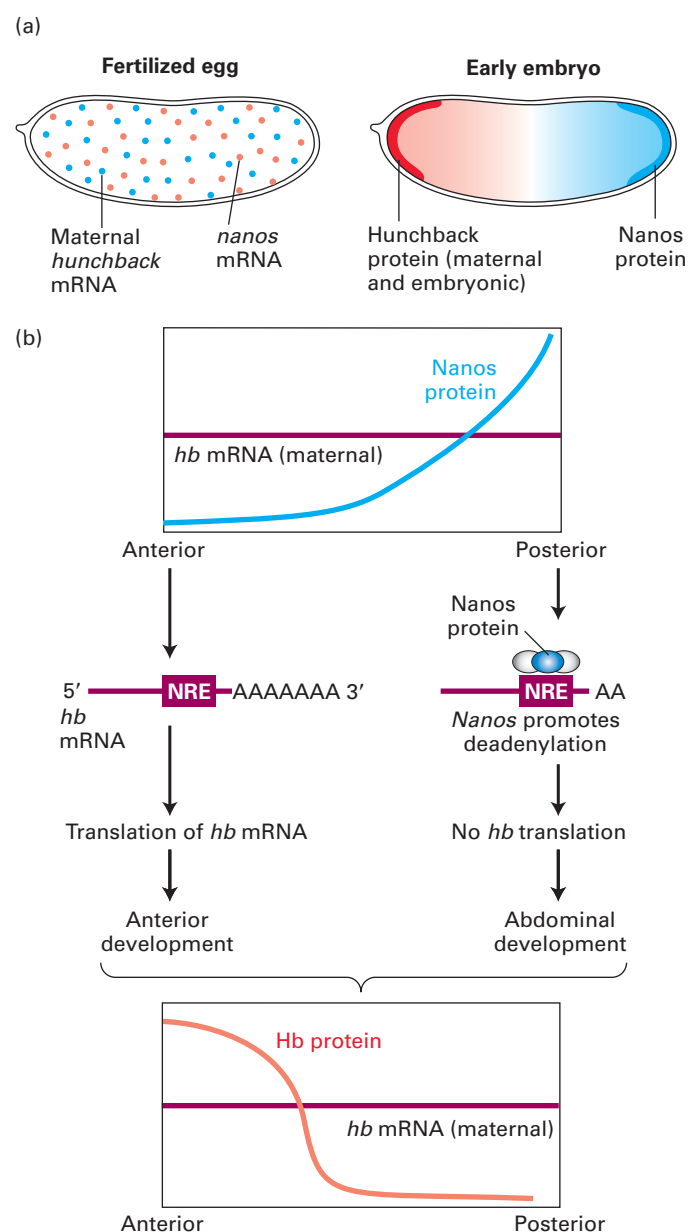 (a)
Fertilized egg
Early embryo
Maternal
hunchback
mRNA
nanos
mRNA
Hunchback
protein (maternal
and embryonic)
Nanos
protein
(b)
Nanos
protein
hb mRNA (maternal)
Anterior
Posterior
Nanos
protein
5′ NRE AAAAAAA 3′
hb
mRNA
NRE AA
Nanos promotes
deadenylation
Translation of hb mRNA
No hb translation
Anterior
development
Abdominal
development
Hb protein
hb mRNA (maternal)
Anterior
Posterior